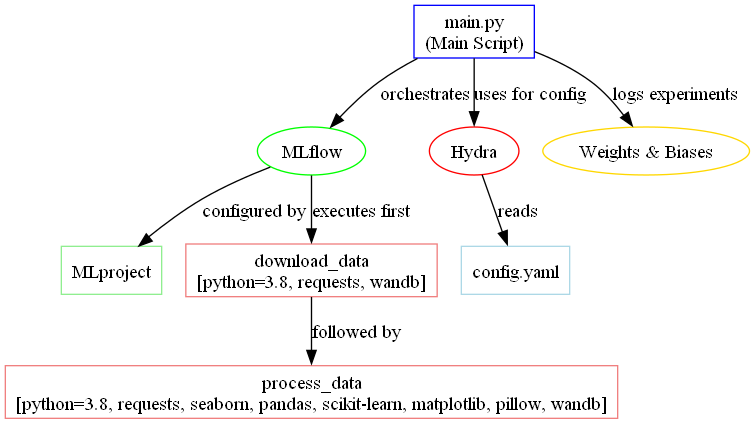 main.py
(Main Script)
orchestrates
uses for config
logs experiments
MLflow
Hydra
Weights & Biases
configured by
executes first
reads
MLproject
download_data
[python=3.8, requests, wandb]
config.yaml
followed by
process_data
[python=3.8, requests, seaborn, pandas, scikit-learn, matplotlib, pillow, wandb]